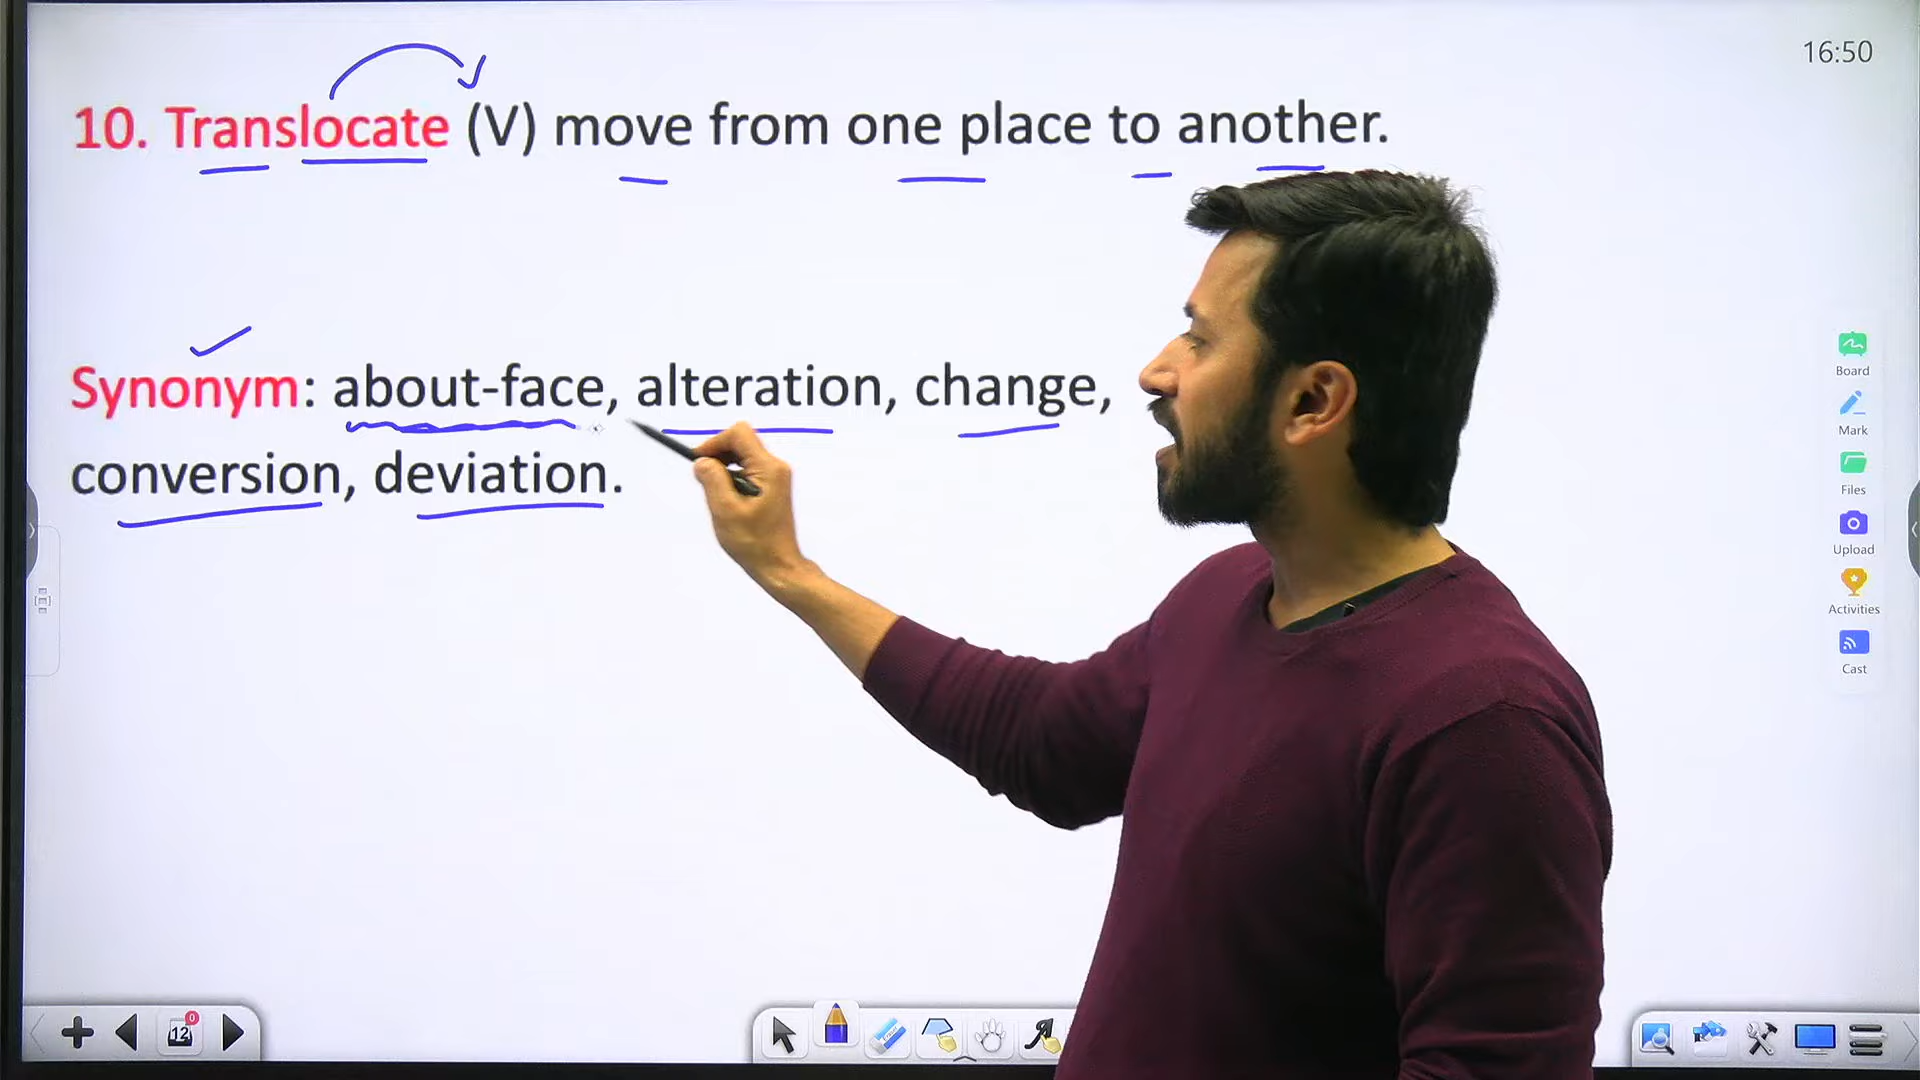 16:50
10. Translocate (V) move from one place to another.
Synonym: about-face, alteration, change,
conversion, deviation.
Board
Mark
Files
Upload
Activities
Cast
12
0